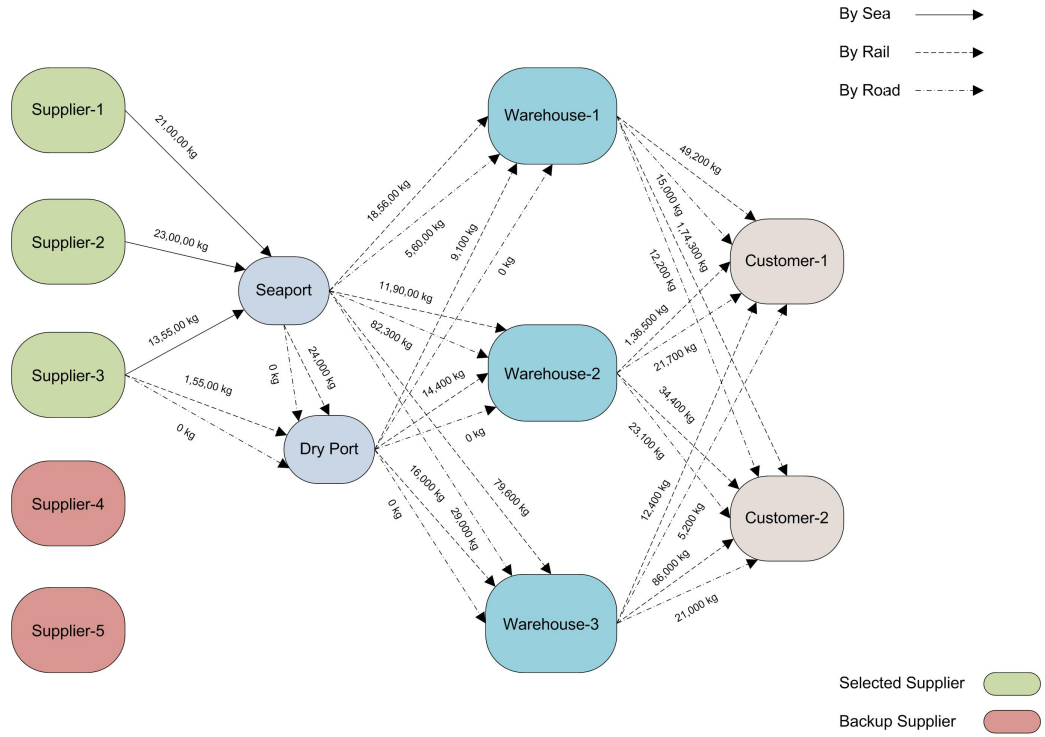 By Sea
By Rail
By Road
Supplier-1
Supplier-2
Supplier-3
Supplier-4
Supplier-5
21,00,00 kg
23,00,00 kg
13,55,00 kg
1,55,00 kg
0 kg
Seaport
0 kg
24,000 kg
Dry Port
18,56,00 kg
5,60,00 kg
9,100 kg
0 kg
11,90,00 kg
82,300 kg
14,400 kg
0 kg
16,000 kg
0 kg
29,000 kg
79,600 kg
Warehouse-1
Warehouse-2
Warehouse-3
49,200 kg
15,000 kg
1,74,300 kg
12,200 kg
1,36,500 kg
21,700 kg
34,400 kg
23,100 kg
12,400 kg
5,200 kg
86,000 kg
21,000 kg
Customer-1
Customer-2
Selected Supplier
Backup Supplier